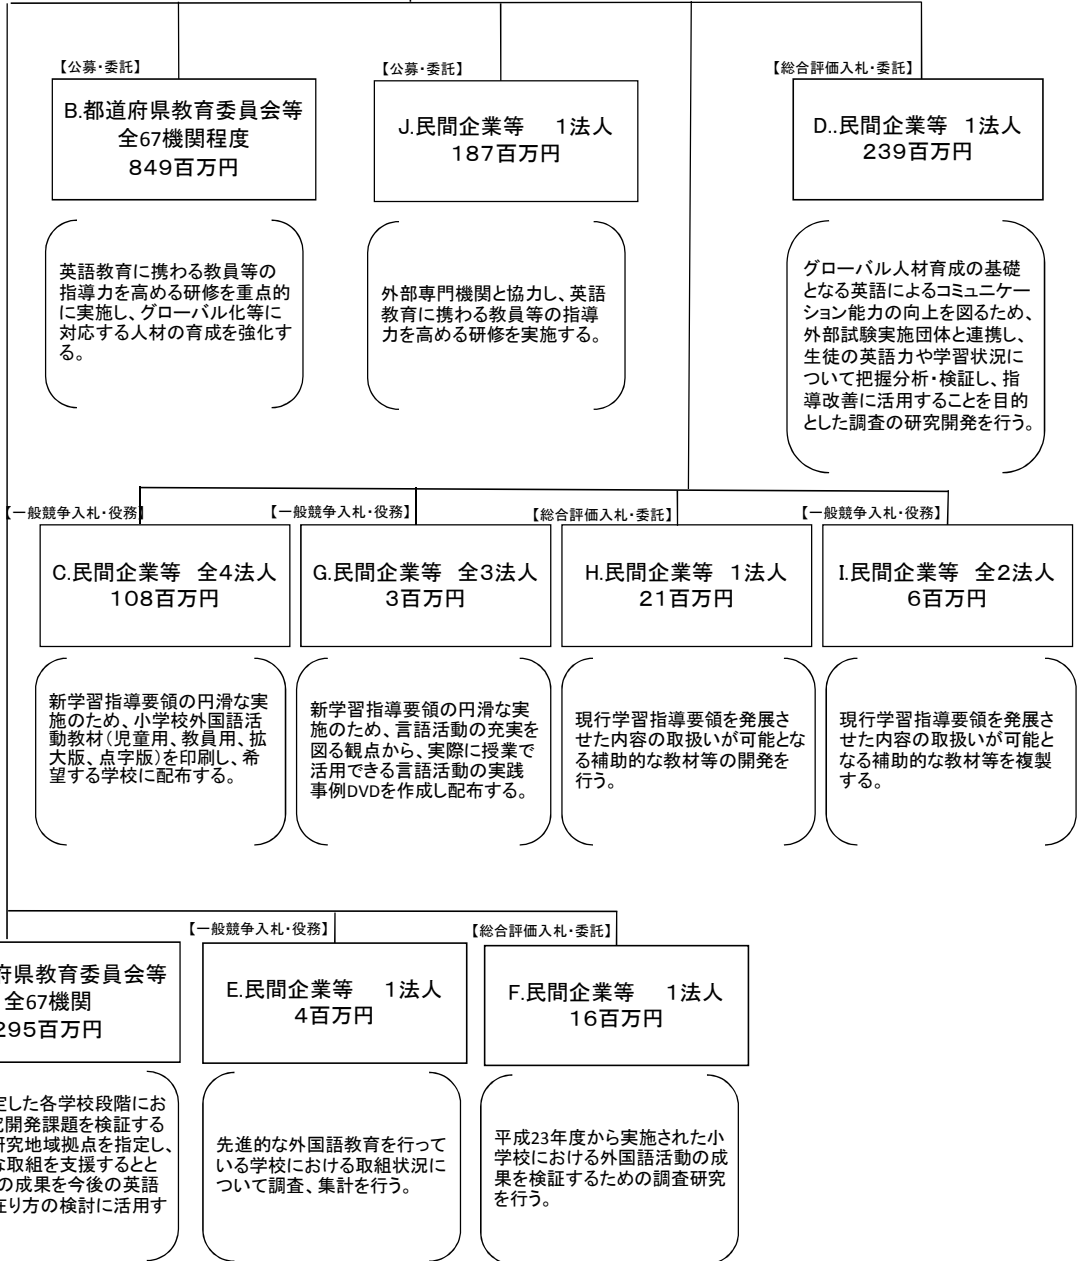 【公募・委託】
B.都道府県教育委員会等
全67機関程度
849百万円
英語教育に携わる教員等の
指導力を高める研修を重点的
に実施し、グローバル化等に
対応する人材の育成を強化す
る。
【公募・委託】
J.民間企業等　1法人
187百万円
外部専門機関と協力し、英語
教育に携わる教員等の指導
力を高める研修を実施する。
【総合評価入札・委託】
D..民間企業等　1法人
239百万円
グローバル人材育成の基礎
となる英語によるコミュニケー
ション能力の向上を図るため、
外部試験実施団体と連携し、
生徒の英語力や学習状況に
ついて把握分析・検証し、指
導改善に活用することを目的
とした調査の研究開発を行う。
【一般競争入札・役務】
C.民間企業等　全4法人
108百万円
新学習指導要領の円滑な実
施のため、小学校外国語活
動教材（児童用、教員用、拡
大版、点字版）を印刷し、希
望する学校に配布する。
【一般競争入札・役務】
G.民間企業等　全3法人
3百万円
新学習指導要領の円滑な実
施のため、言語活動の充実を
図る観点から、実際に授業で
活用できる言語活動の実践
事例DVDを作成し配布する。
【総合評価入札・委託】
H.民間企業等　1法人
21百万円
現行学習指導要領を発展さ
せた内容の取扱いが可能とな
る補助的な教材等の開発を
行う。
【一般競争入札・役務】
I.民間企業等　全2法人
6百万円
現行学習指導要領を発展さ
せた内容の取扱いが可能と
なる補助的な教材等を複製
する。
府県教育委員会等
全67機関
295百万円
定した各学校段階にお
究開発課題を検証する
研究地域拠点を指定し、
な取組を支援するとと
の成果を今後の英語
在り方の検討に活用す
【一般競争入札・役務】
E.民間企業等　1法人
4百万円
先進的な外国語教育を行って
いる学校における取組状況に
ついて調査、集計を行う。
【総合評価入札・委託】
F.民間企業等　1法人
16百万円
平成23年度から実施された小
学校における外国語活動の成
果を検証するための調査研究
を行う。